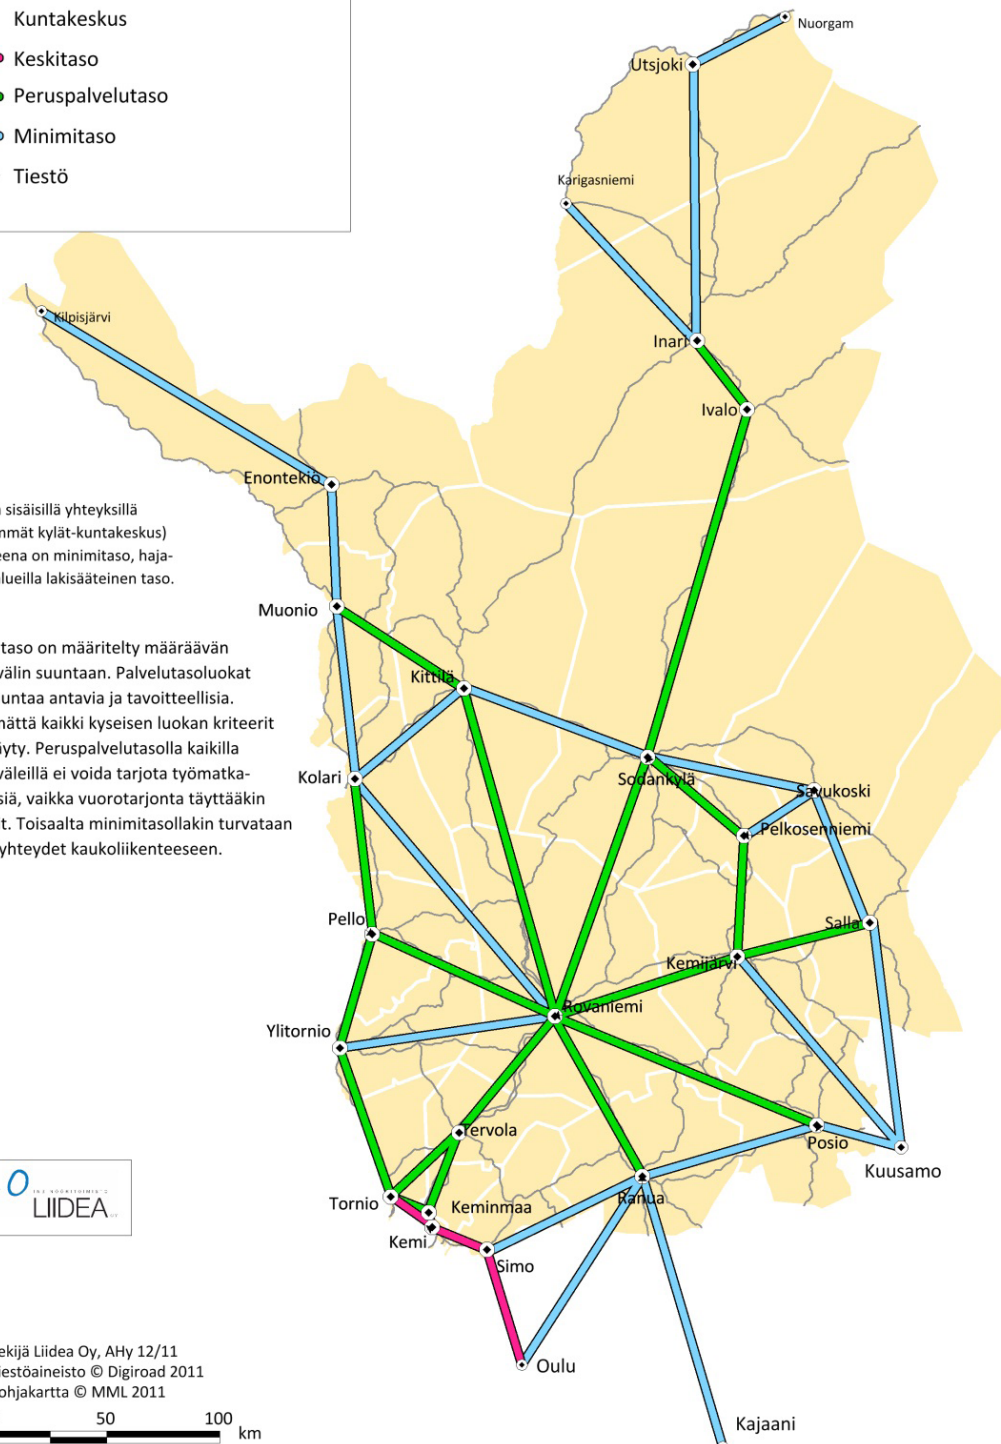 Kuntakeskus
Keskitaso
Peruspalvelutaso
Minimitaso
Tiestö
Nuorgam
Utsjoki
Karigasniemi
Kilpisjärvi
Inari
Ivalo
Enontekiö
sisäisillä yhteyksillä
mmät kylät-kuntakeskus)
eena on minimitaso, haja-
alueilla lakisääteinen taso.
Muonio
taso on määritelty määräävän
välin suuntaan. Palvelutasoluokat
suuntaa antavia ja tavoitteellisia.
mättä kaikki kyseisen luokan kriteerit
äyty. Peruspalvelutasolla kaikilla
väleillä ei voida tarjota työmatka-
siä, vaikka vuorotarjonta täyttääkin
t. Toisaalta minimitasollakin turvataan
yhteydet kaukoliikenteeseen.
Kittilä
Kolari
Sodankylä
Savukoski
Pelkosenniemi
Pello
Salla
Kemijärvi
Rovaniemi
Ylitornio
Tervola
Posio
Kuusamo
Ranua
Tornio
Keminmaa
Kemi
Simo
LIIDEA
Oulu
Kajaani
ekijä Liidea Oy, AHy 12/11
iestöaineisto © Digiroad 2011
ohjakartta © MML 2011
50 100
km